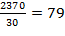 2370/30 = 79